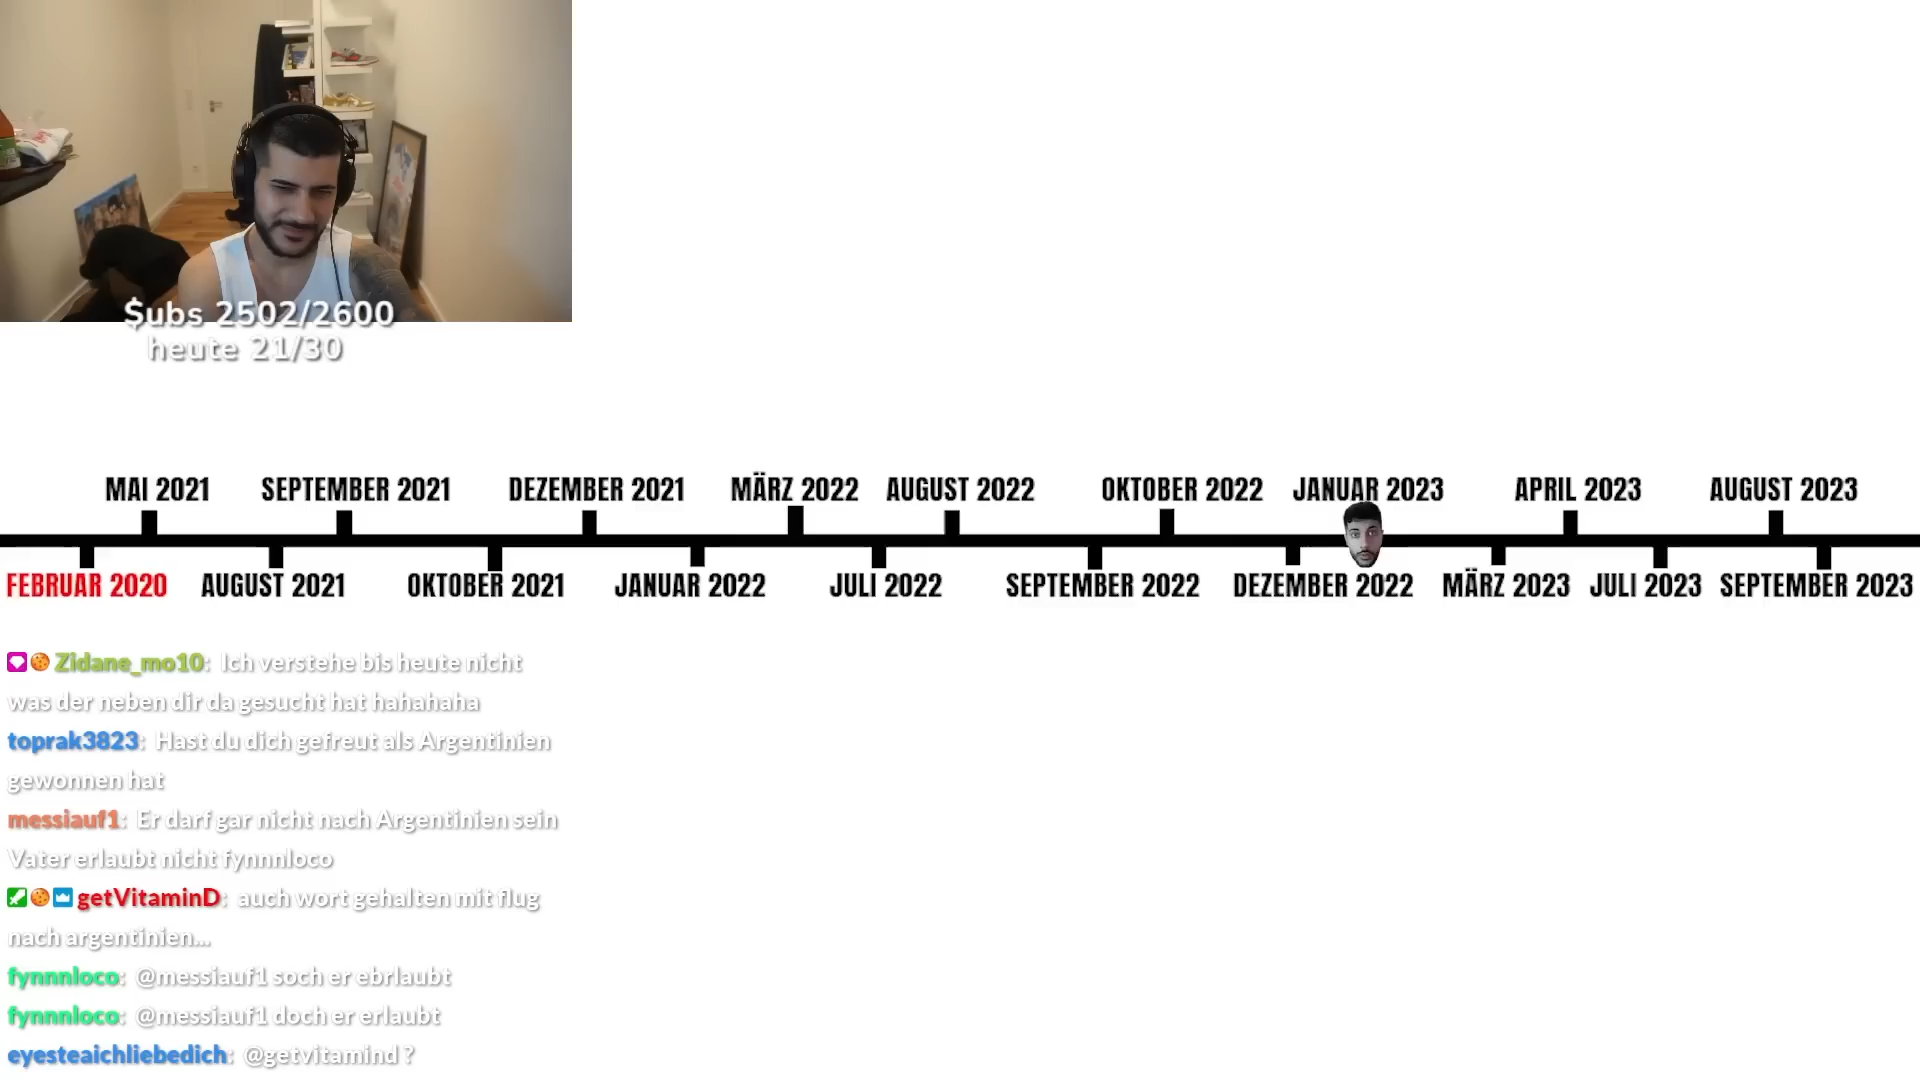 $ubs 2502/2600
heute 21/30
MAI 2021 SEPTEMBER 2021 DEZEMBER 2021 MÄRZ 2022 AUGUST 2022 OKTOBER 2022 JANUAR 2023 APRIL 2023 AUGUST 2023
FEBRUAR 2020 AUGUST 2021 OKTOBER 2021 JANUAR 2022 JULI 2022 SEPTEMBER 2022 DEZEMBER 2022 MÄRZ 2023 JULI 2023 SEPTEMBER 2023
Zidane_mo10: Ich verstehe bis heute nicht
was der neben dir da gesucht hat hahahaha
toprak3823: Hast du dich gefreut als Argentinien
gewonnen hat
messiauf1: Er darf gar nicht nach Argentinien sein
Vater erlaubt nicht fynnnloco
getVitaminD: auch wort gehalten mit flug
nach argentinien...
fynnnloco: @messiauf1 soch er ebrlaubt
fynnnloco: @messiauf1 doch er erlaubt
eyesteaichliebedich: @getvitamind ?